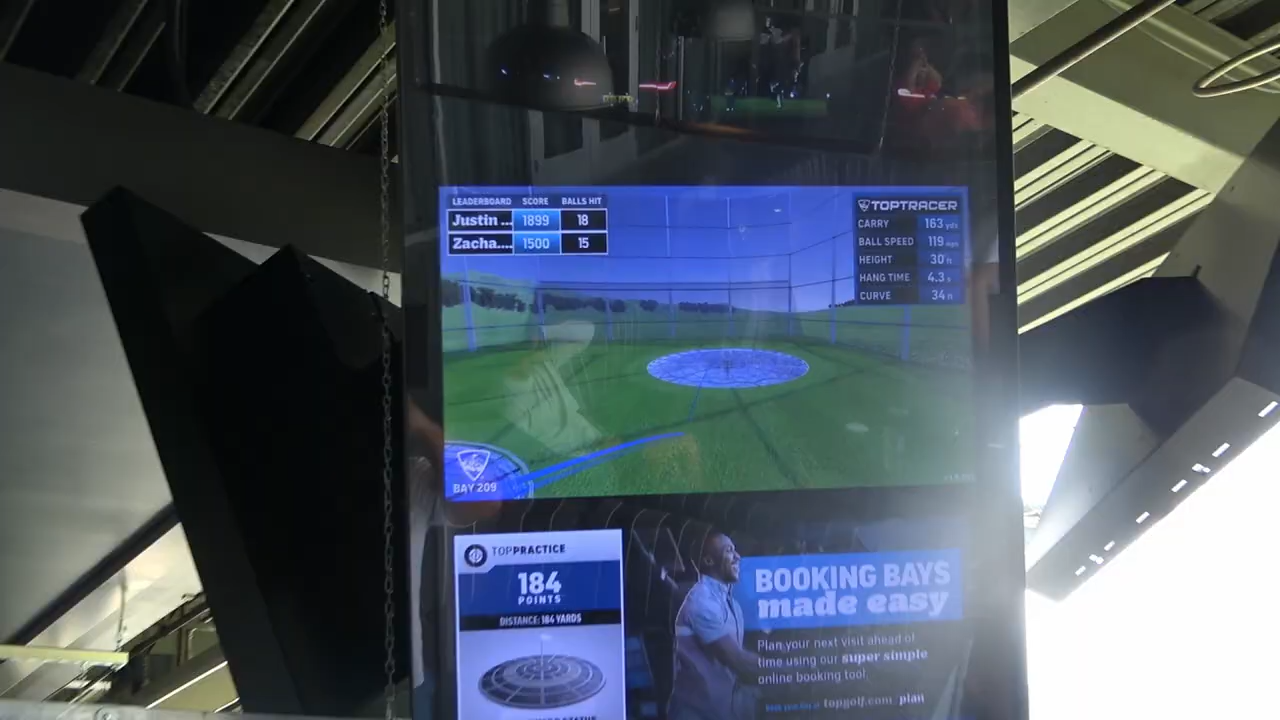 LEADERBOARD SCORE BALLS HIT
Justin ... 1899 18
Zacha.... 1500 15
TOPTRACER
CARRY 163 yds
BALL SPEED 119 mph
HEIGHT 30 ft
HANG TIME 4.3 s
CURVE 34 ft
BAY 209
TOPPRACTICE
184
POINTS
DISTANCE: 184 YARDS
BOOKING BAYS
made easy
Plan your next visit ahead of
time using our super simple
online booking tool.
topgolf.com plan